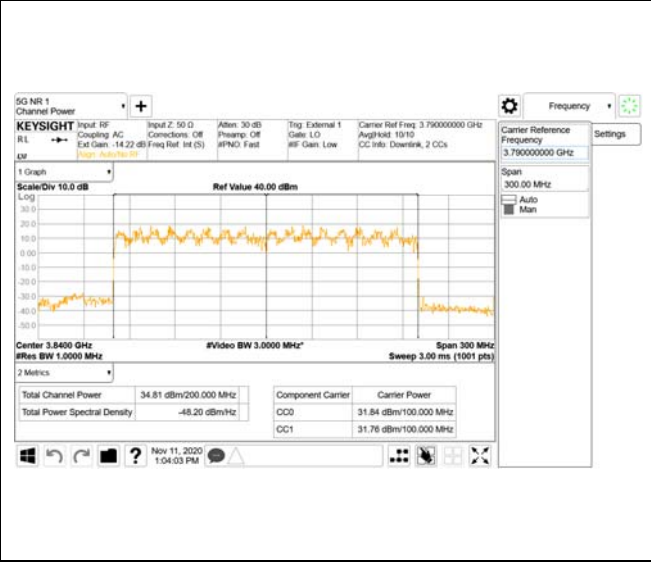 5G NR 1
Channel Power
Frequency
KEYSIGHT
Input: RF
Input Z: 50 Ω
Atten: 30 dB
Trig: External 1
Carrier Ref Freq: 3.790000000 GHz
R L
Coupling: AC
Corrections: Off
Preamp: Off
Gate: LO
Avg|Hold: 10/10
Ext Gain: -14.22 dB
Freq Ref: Int (S)
#PNO: Fast
#IF Gain: Low
CC Info: Downlink, 2 CCs
Align: Auto/No RF
Carrier Reference
Frequency
3.790000000 GHz
Settings
Span
300.00 MHz
Auto
Man
1 Graph
Scale/Div 10.0 dB
Ref Value 40.00 dBm
Log
30.0
20.0
10.0
0.00
-10.0
-20.0
-30.0
-40.0
-50.0
Center 3.8400 GHz
#Video BW 3.0000 MHz*
Span 300 MHz
#Res BW 1.0000 MHz
Sweep 3.00 ms (1001 pts)
2 Metrics
Total Channel Power
34.81 dBm/200.000 MHz
Total Power Spectral Density
-48.20 dBm/Hz
Component Carrier
Carrier Power
CC0
31.84 dBm/100.000 MHz
CC1
31.76 dBm/100.000 MHz
?
Nov 11, 2020
1:04:03 PM